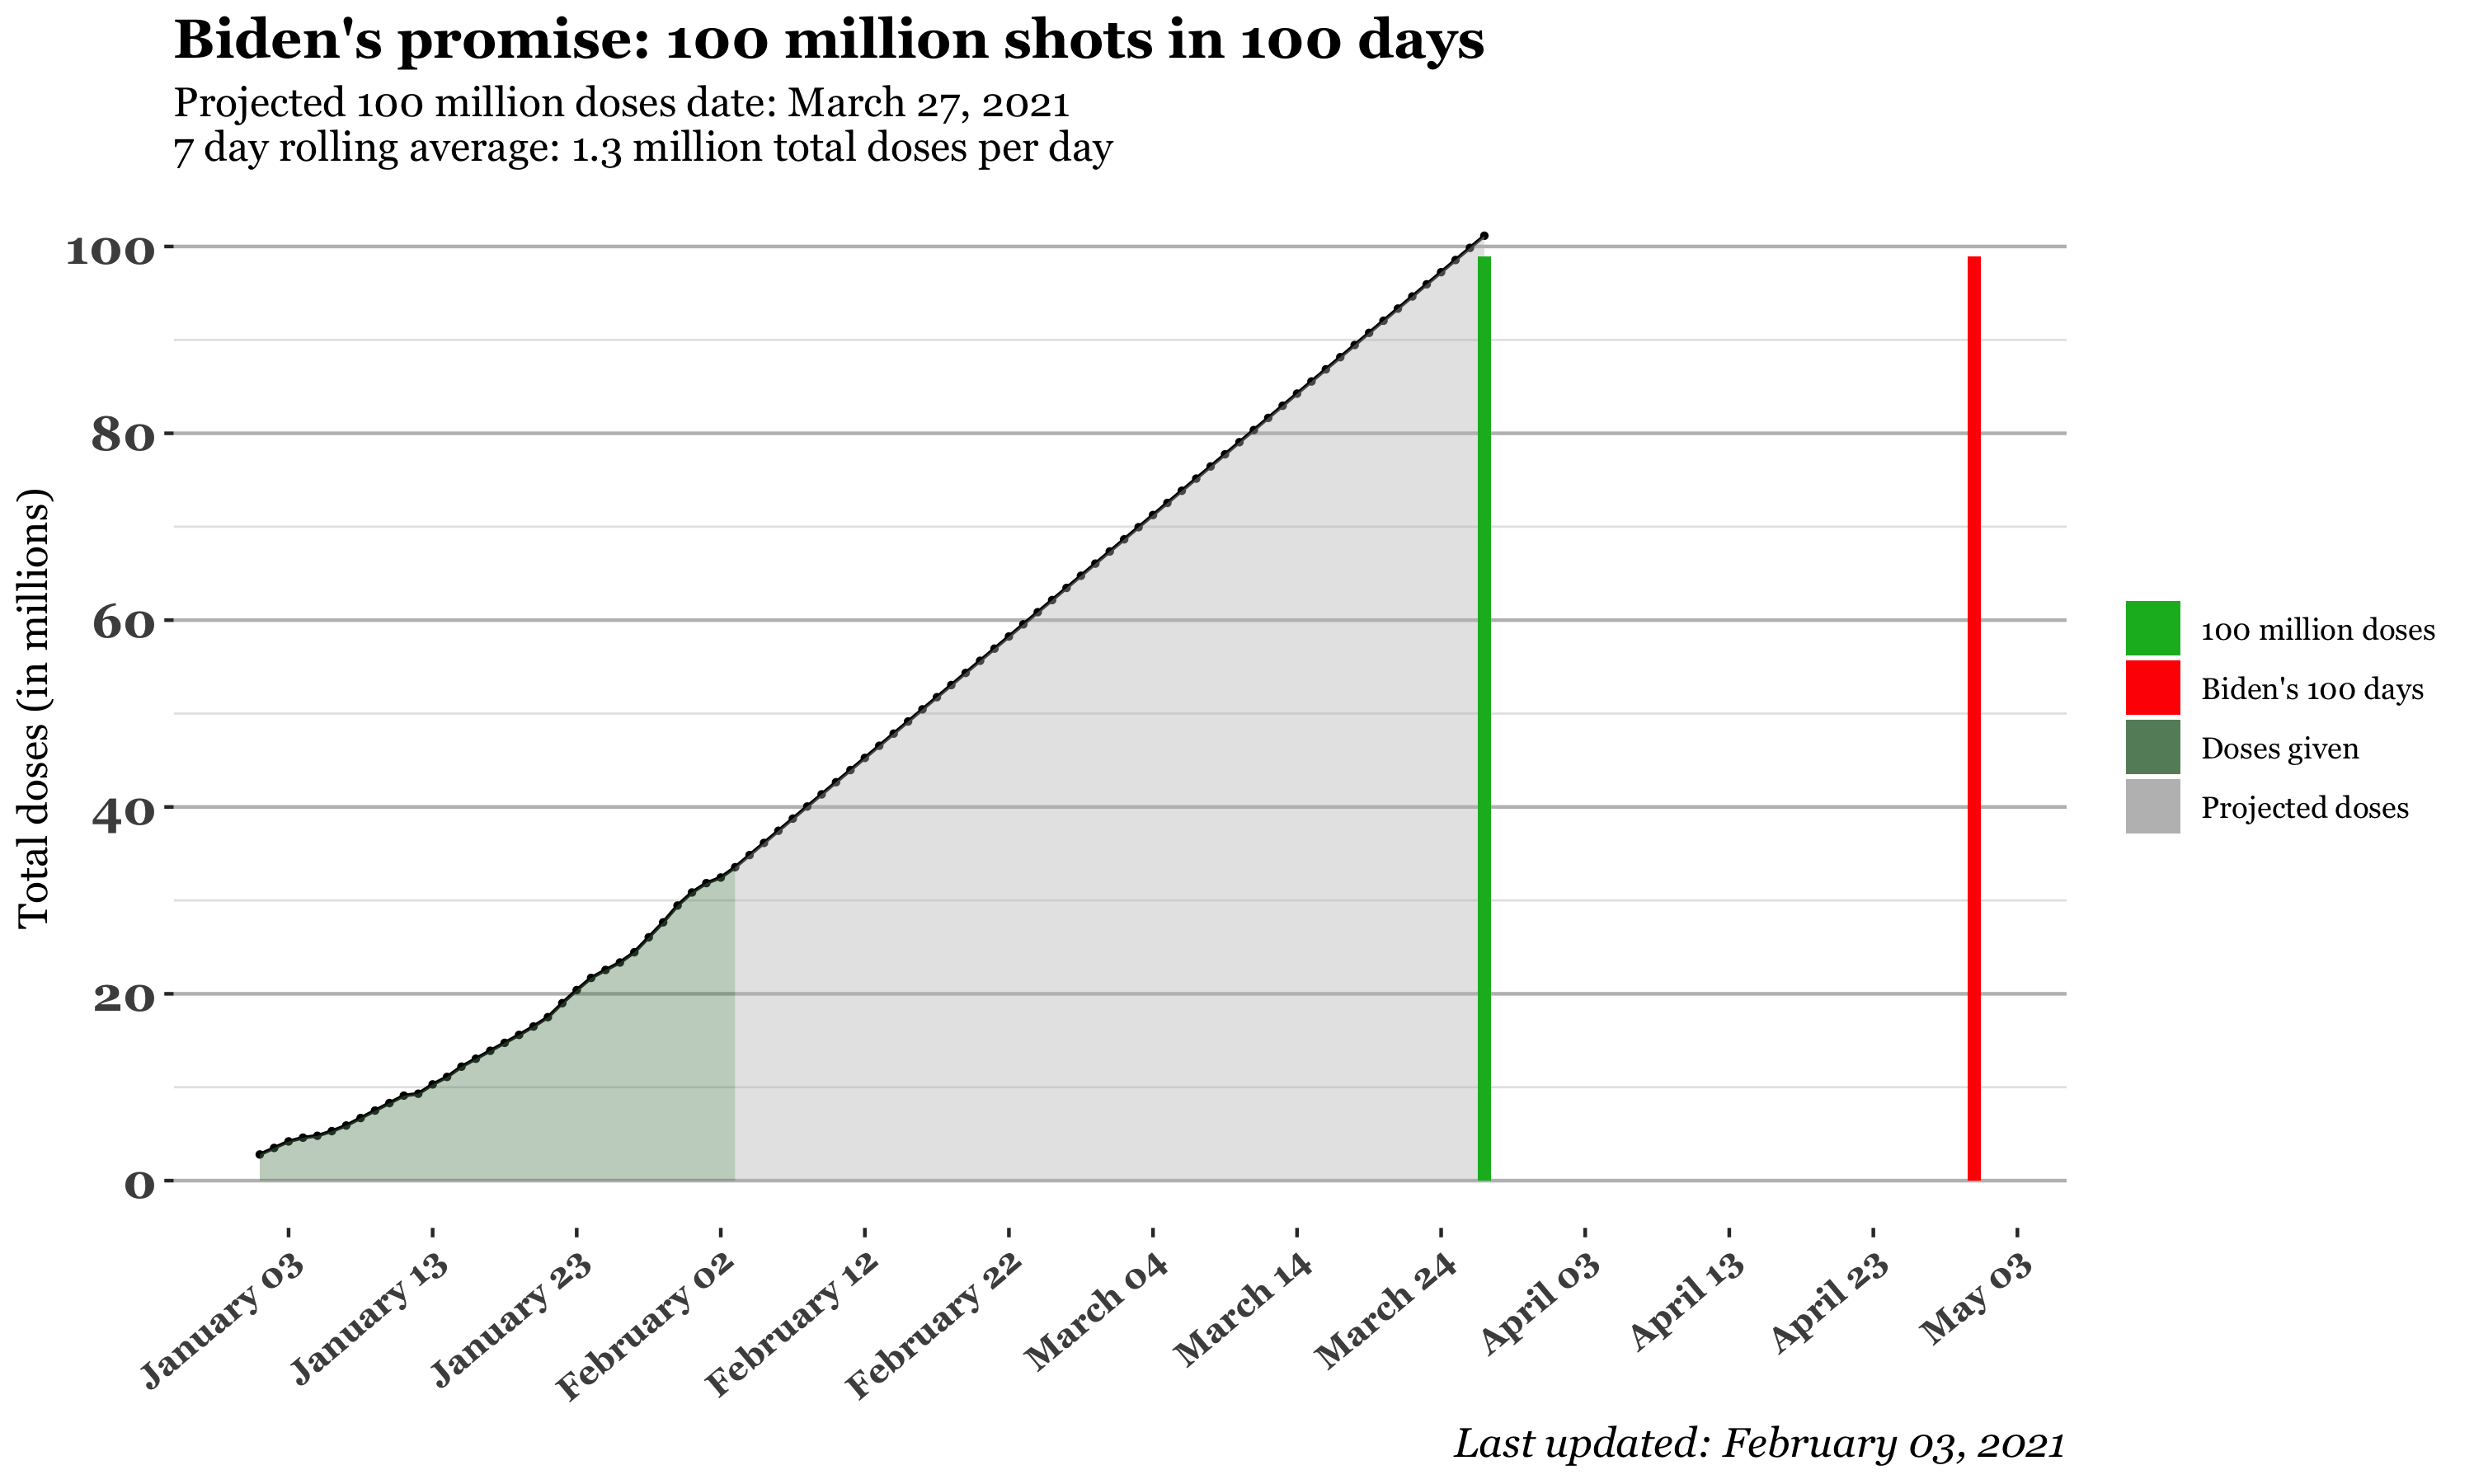 Biden's promise: 100 million shots in 100 days
Projected 100 million doses date: March 27, 2021
7 day rolling average: 1.3 million total doses per day
Total doses (in millions)
100
80
60
40
20
0
January 03
January 13
January 23
February 02
February 12
February 22
March 04
March 14
March 24
April 03
April 13
April 23
May 03
100 million doses
Biden's 100 days
Doses given
Projected doses
Last updated: February 03, 2021